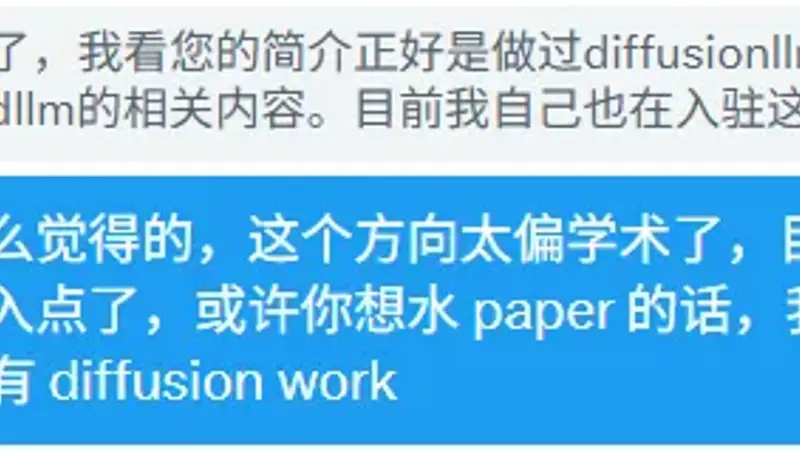 了，我看您的简介正好是做过diffusionllm
dllm的相关内容。目前我自己也在入驻这
么觉得的，这个方向太偏学术了，目
入点了，或许你想水 paper 的话，我
有 diffusion work